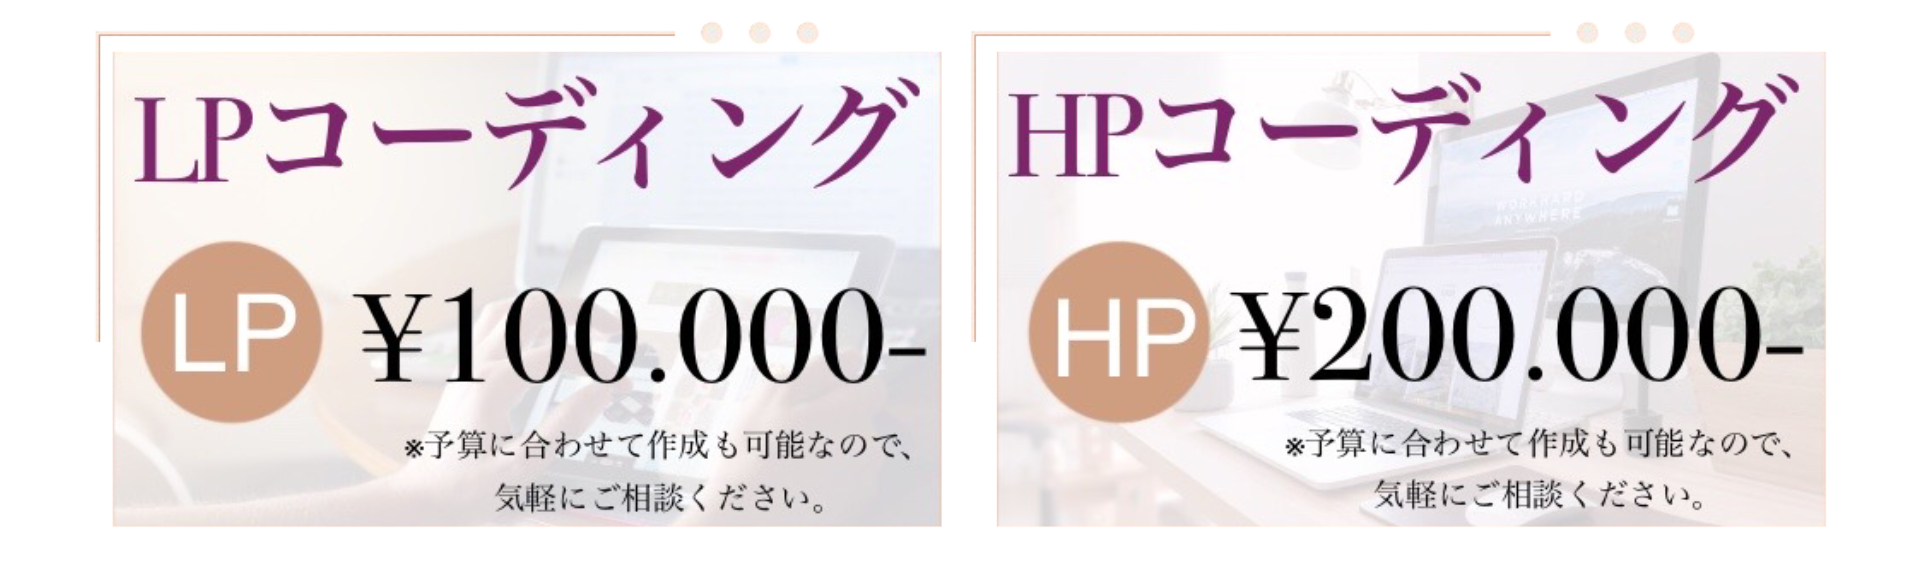 LPコーディング
LP
¥100.000-
※予算に合わせて作成も可能なので、
気軽にご相談ください。
HPコーディング
WORKHARD
ANYWHERE
HP
¥200.000-
※予算に合わせて作成も可能なので、
気軽にご相談ください。